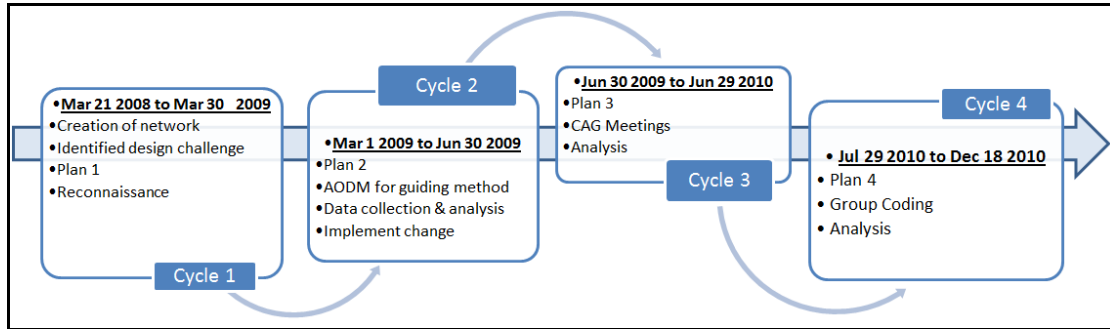 •Mar 21 2008 to Mar 30 2009
•Creation of network
•Identified design challenge
•Plan 1
•Reconnaissance
Cycle 1
Cycle 2
•Mar 1 2009 to Jun 30 2009
•Plan 2
•AODM for guiding method
•Data collection & analysis
•Implement change
•Jun 30 2009 to Jun 29 2010
•Plan 3
•CAG Meetings
•Analysis
Cycle 3
Cycle 4
• Jul 29 2010 to Dec 18 2010
• Plan 4
• Group Coding
• Analysis